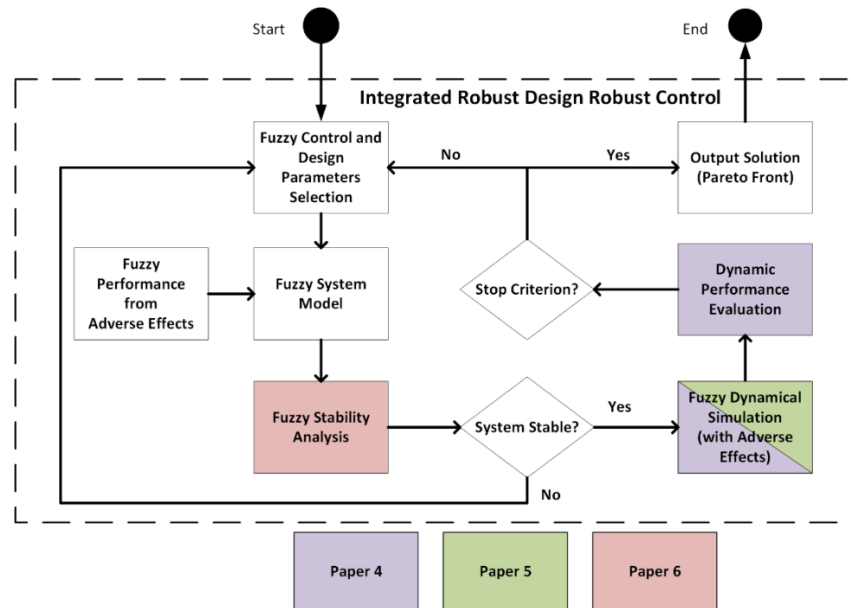 Start
End
Integrated Robust Design Robust Control
Fuzzy Control and
Design
Parameters
Selection
No
Yes
Output Solution
(Pareto Front)
Fuzzy
Performance
from
Adverse Effects
Fuzzy System
Model
Stop Criterion?
Dynamic
Performance
Evaluation
Fuzzy Stability
Analysis
System Stable?
Yes
Fuzzy Dynamical
Simulation
(with Adverse
Effects)
No
Paper 4
Paper 5
Paper 6